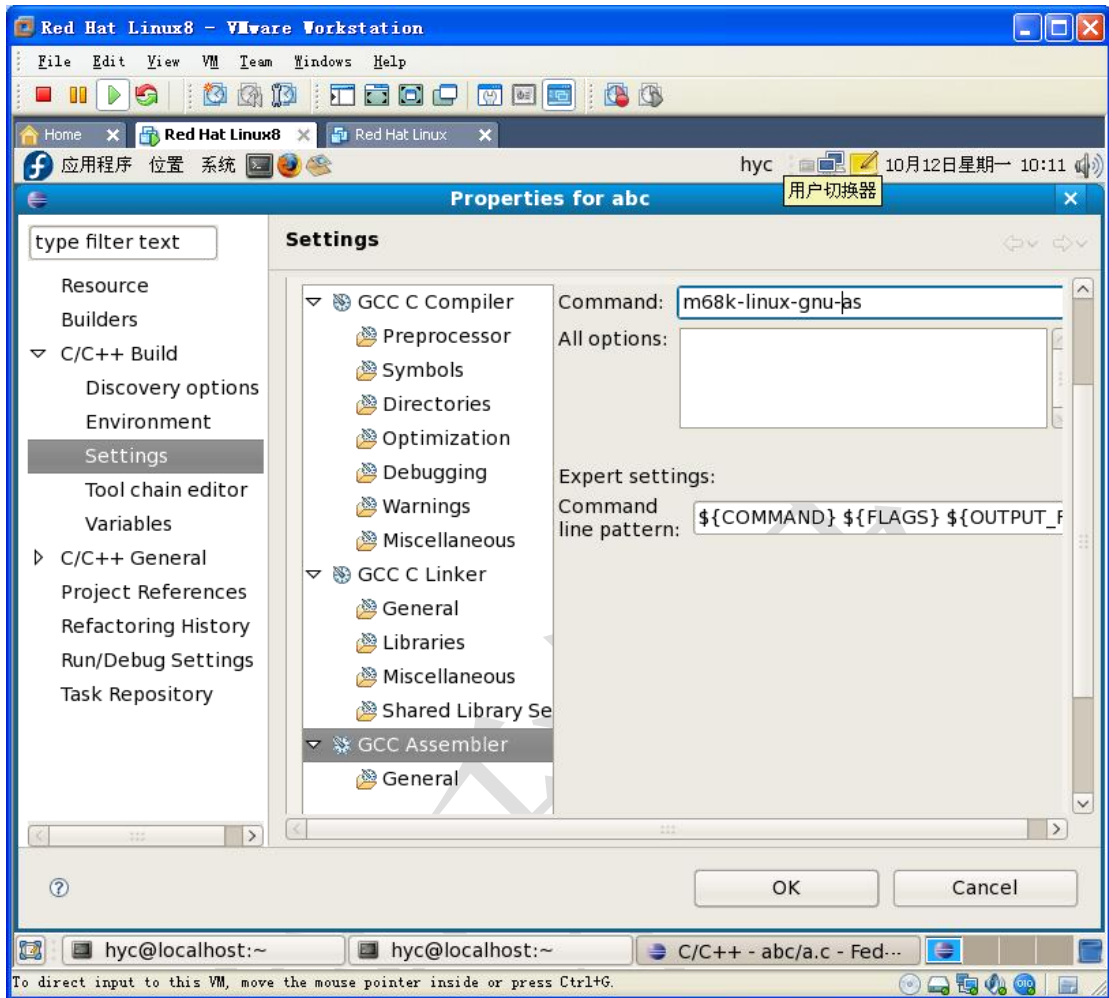 Red Hat Linux8 - VMware Workstation
File Edit View VM Team Windows Help
Home Red Hat Linux8 Red Hat Linux
应用程序 位置 系统 hyc 10月12日星期一 10:11
用户切换器
Properties for abc
type filter text
Settings
Resource
Builders
C/C++ Build
Discovery options
Environment
Settings
Tool chain editor
Variables
C/C++ General
Project References
Refactoring History
Run/Debug Settings
Task Repository
GCC C Compiler
Preprocessor
Symbols
Directories
Optimization
Debugging
Warnings
Miscellaneous
GCC C Linker
General
Libraries
Miscellaneous
Shared Library Se
GCC Assembler
General
Command: m68k-linux-gnu-as
All options:
Expert settings:
Command
line pattern: ${COMMAND} ${FLAGS} ${OUTPUT_F
OK Cancel
hyc@localhost:~ hyc@localhost:~ C/C++ - abc/a.c - Fed...
To direct input to this VM, move the mouse pointer inside or press Ctrl+G.